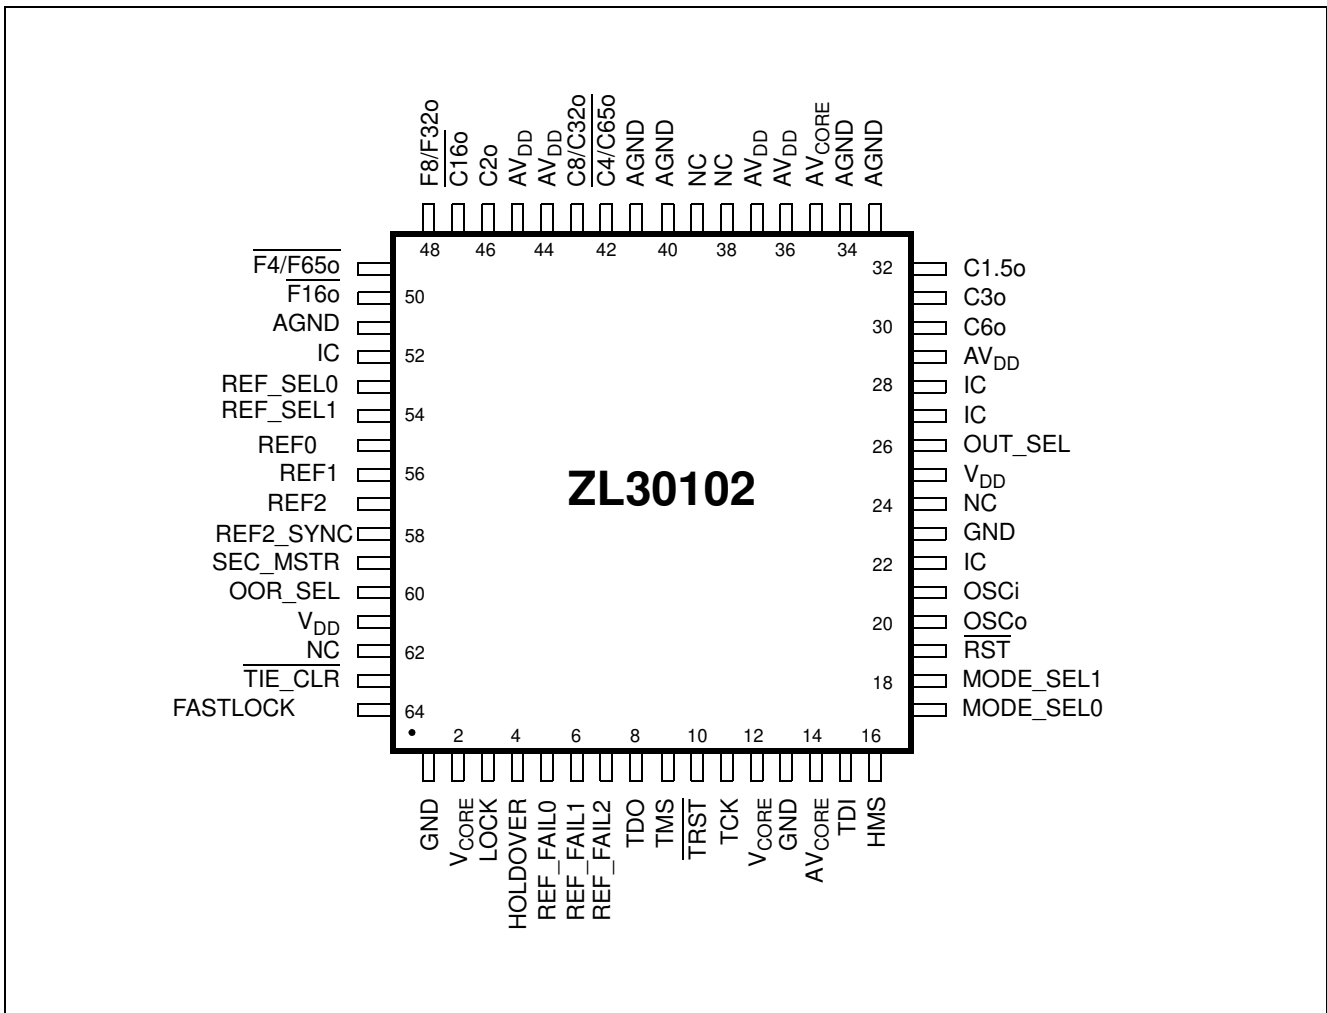 F8/F32o
C16o
C2o
AVDD
AVDD
C8/C32o
C4/C65o
AGND
AGND
NC
NC
AVDD
AVDD
AVCORE
AGND
AGND
48 46 44 42 40 38 36 34
F4/F65o
F16o 50
AGND
IC 52
REF_SEL0
REF_SEL1 54
REF0
REF1 56
REF2
REF2_SYNC 58
SEC_MSTR
OOR_SEL 60
VDD
NC 62
TIE_CLR
FASTLOCK 64
ZL30102
32 C1.5o
C3o
30 C6o
AVDD
28 IC
IC
26 OUT_SEL
VDD
24 NC
GND
22 IC
OSCi
20 OSCo
RST
18 MODE_SEL1
MODE_SEL0
2 4 6 8 10 12 14 16
GND
VCORE
LOCK
HOLDOVER
REF_FAIL0
REF_FAIL1
REF_FAIL2
TDO
TMS
TRST
TCK
VCORE
GND
AVCORE
TDI
HMS